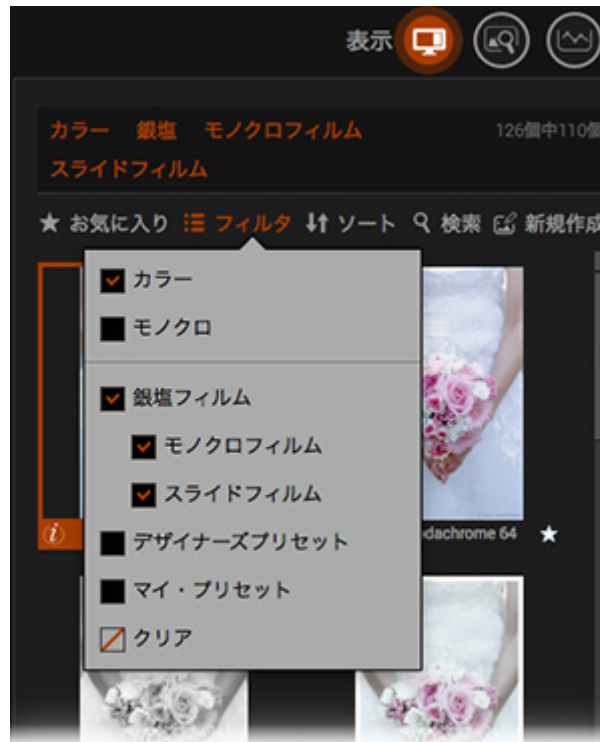 表示
カラー 銀塩 モノクロフィルム 126個中110個
スライドフィルム
★ お気に入り フィルタ ソート 検索 新規作成
カラー
モノクロ
銀塩フィルム
モノクロフィルム
スライドフィルム
デザイナーズプリセット
マイ・プリセット
クリア
dachrome 64 ★